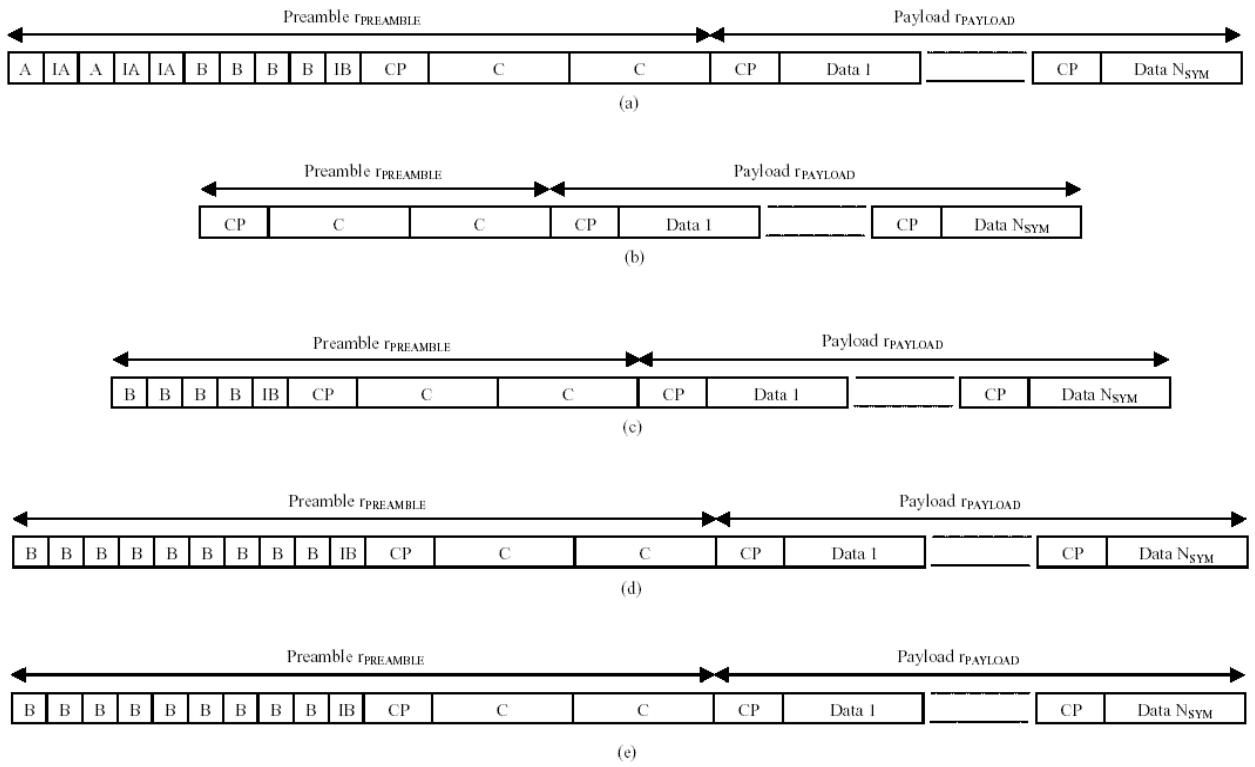 Preamble rPREAMBLE Payload rPAYLOAD
A IA A IA IA B B B B IB CP C C CP Data 1 CP Data NSYM
(a)
Preamble rPREAMBLE Payload rPAYLOAD
CP C C CP Data 1 CP Data NSYM
(b)
Preamble rPREAMBLE Payload rPAYLOAD
B B B B IB CP C C CP Data 1 CP Data NSYM
(c)
Preamble rPREAMBLE Payload rPAYLOAD
B B B B B B B B B IB CP C C CP Data 1 CP Data NSYM
(d)
Preamble rPREAMBLE Payload rPAYLOAD
B B B B B B B B B IB CP C C CP Data 1 CP Data NSYM
(e)